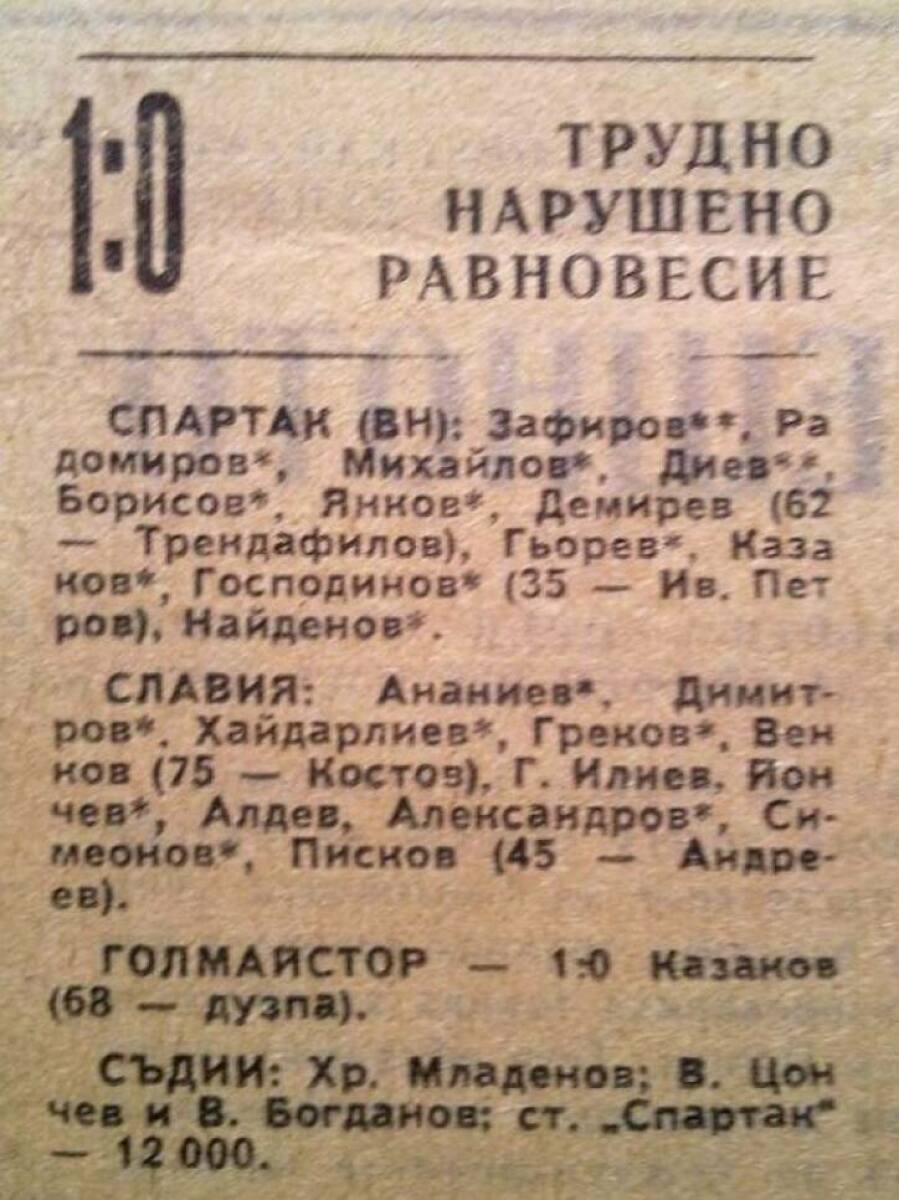 1:0
ТРУДНО
НАРУШЕНО
РАВНОВЕСИЕ
СПАРТАК (ВН): Зафиров**, Ра
домиров*, Михайлов*, Диев**,
Борисов*, Янков*, Демирев (62
— Трендафилов), Гьорев*, Каза
ков*, Господинов* (35 — Ив. Пет
ров), Найденов*.
СЛАВИЯ: Ананиев*, Димит-
ров*, Хайдарлиев*, Греков*, Вен
ков (75 — Костов), Г. Илиев, Йон
чев*, Алдев, Александров*, Си-
меонов*, Писков (45 — Андре-
ев).
ГОЛМАЙСТОР — 1:0 Казаков
(68 — дузпа).
СЪДИИ: Хр. Младенов; В. Цон
чев и В. Богданов; ст. „Спартак"
— 12 000.